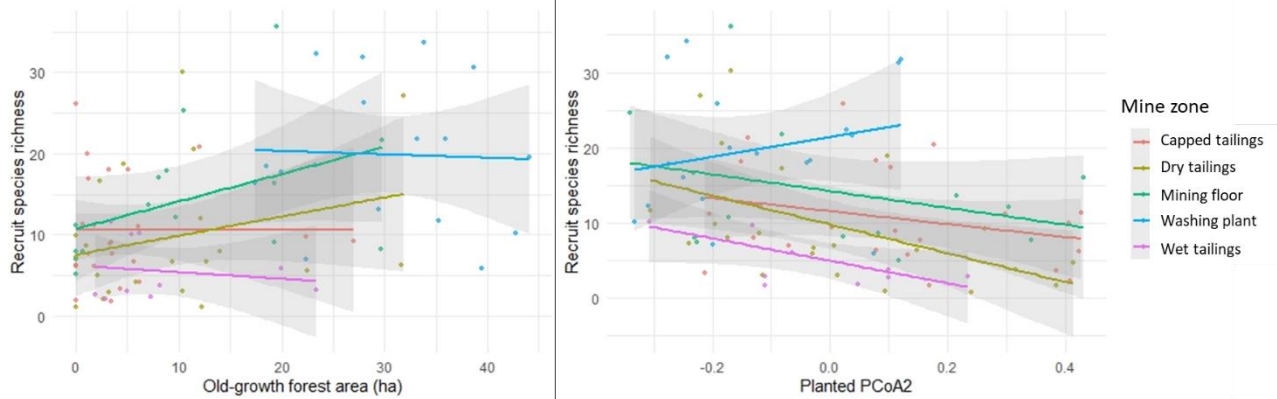 Recruit species richness
30
20
10
0
0
10
20
30
40
Old-growth forest area (ha)
Recruit species richness
30
20
10
0
-0.2
0.0
0.2
0.4
Planted PCoA2
Mine zone
Capped tailings
Dry tailings
Mining floor
Washing plant
Wet tailings